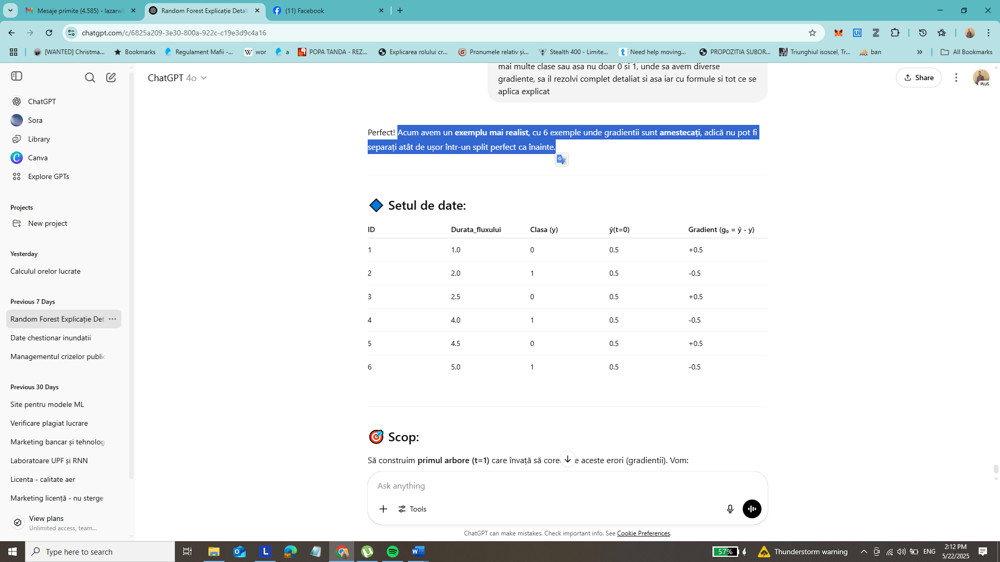 Mesaje primite (4.585) - lazarwi
Random Forest Explicație Detali
(11) Facebook
chatgpt.com/c/6825a209-3e30-800a-922c-c19e3d9c4a16
[WANTED] Christma...
Bookmarks
Regulament Mafii -...
wor
a
POPA TANDA - REZ...
Explicarea rolului cr...
Pronumele relativ și...
Stealth 400 - Limite...
Need help moving...
PROPOZITIA SUBOR...
Triunghiul isoscel, Tr...
ban
All Bookmarks
ChatGPT 4o
Share
PLUS
ChatGPT
Sora
Library
Canva
Explore GPTs
Projects
New project
Yesterday
Calculul orelor lucrate
Previous 7 Days
Random Forest Explicație Det
Date chestionar inundatii
Managementul crizelor public
Previous 30 Days
Site pentru modele ML
Verificare plagiat lucrare
Marketing bancar și tehnolog
Laboratoare UPF și RNN
Licenta - calitate aer
Marketing licență - nu sterge
View plans
Unlimited access, team...
mai multe clase sau asa nu doar 0 si 1, unde sa avem diverse
gradiente, sa il rezolvi complet detaliat si asa iar cu formule si tot ce se
aplica explicat
Perfect! Acum avem un exemplu mai realist, cu 6 exemple unde gradientii sunt amestecați, adică nu pot fi
separați atât de ușor într-un split perfect ca înainte.
Setul de date:
ID Durata_fluxului Clasa (y) ŷ(t=0) Gradient (g₀ = ŷ - y)
1 1.0 0 0.5 +0.5
2 2.0 1 0.5 -0.5
3 2.5 0 0.5 +0.5
4 4.0 1 0.5 -0.5
5 4.5 0 0.5 +0.5
6 5.0 1 0.5 -0.5
Scop:
Să construim primul arbore (t=1) care învață să core e aceste erori (gradientii). Vom:
Ask anything
Tools
ChatGPT can make mistakes. Check important info. See Cookie Preferences.
Type here to search
57%
Thunderstorm warning
ENG
2:12 PM
5/22/2025